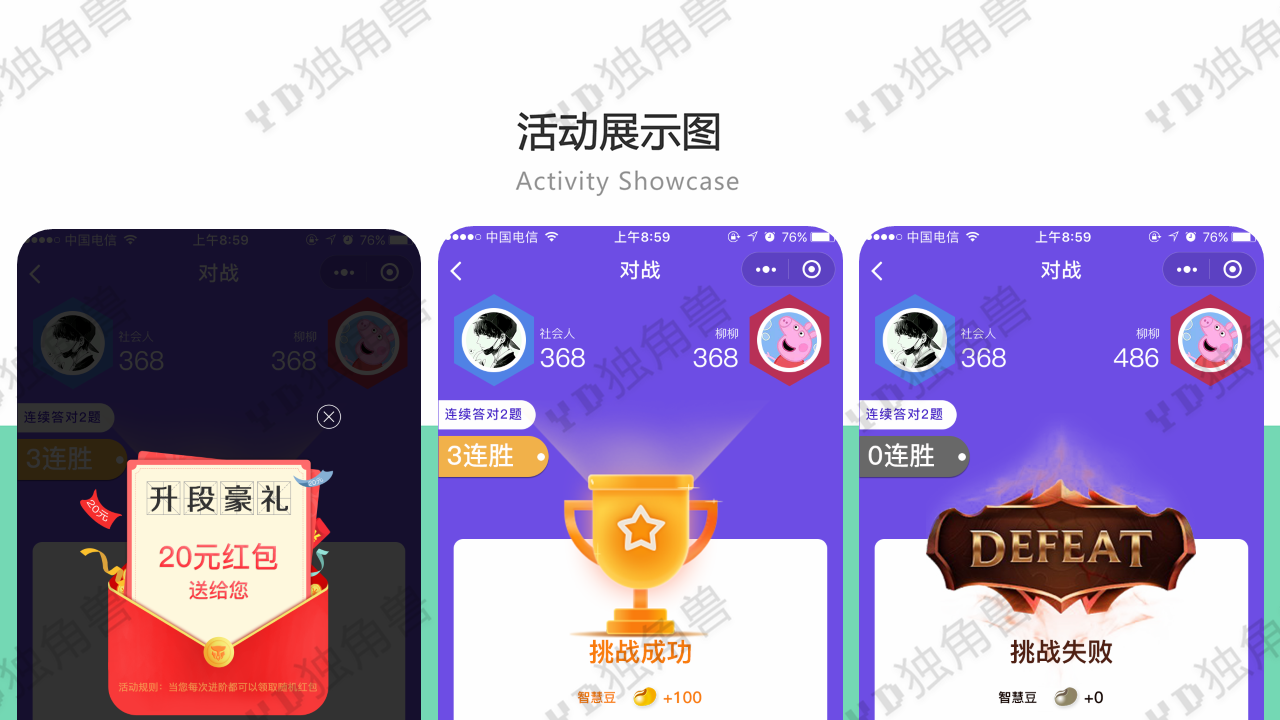 活动展示图
Activity Showcase
中国电信 上午8:59 76%
对战
社会人
368
柳柳
368
连续答对2题
3连胜
升段豪礼
20元红包
送给您
20元
20元
活动规则：当您每次进阶都可以领取随机红包
中国电信 上午8:59 76%
对战
社会人
368
柳柳
368
连续答对2题
3连胜
挑战成功
智慧豆 +100
中国电信 上午8:59 76%
对战
社会人
368
柳柳
486
连续答对2题
0连胜
DEFEAT
挑战失败
智慧豆 +0
YD独角兽